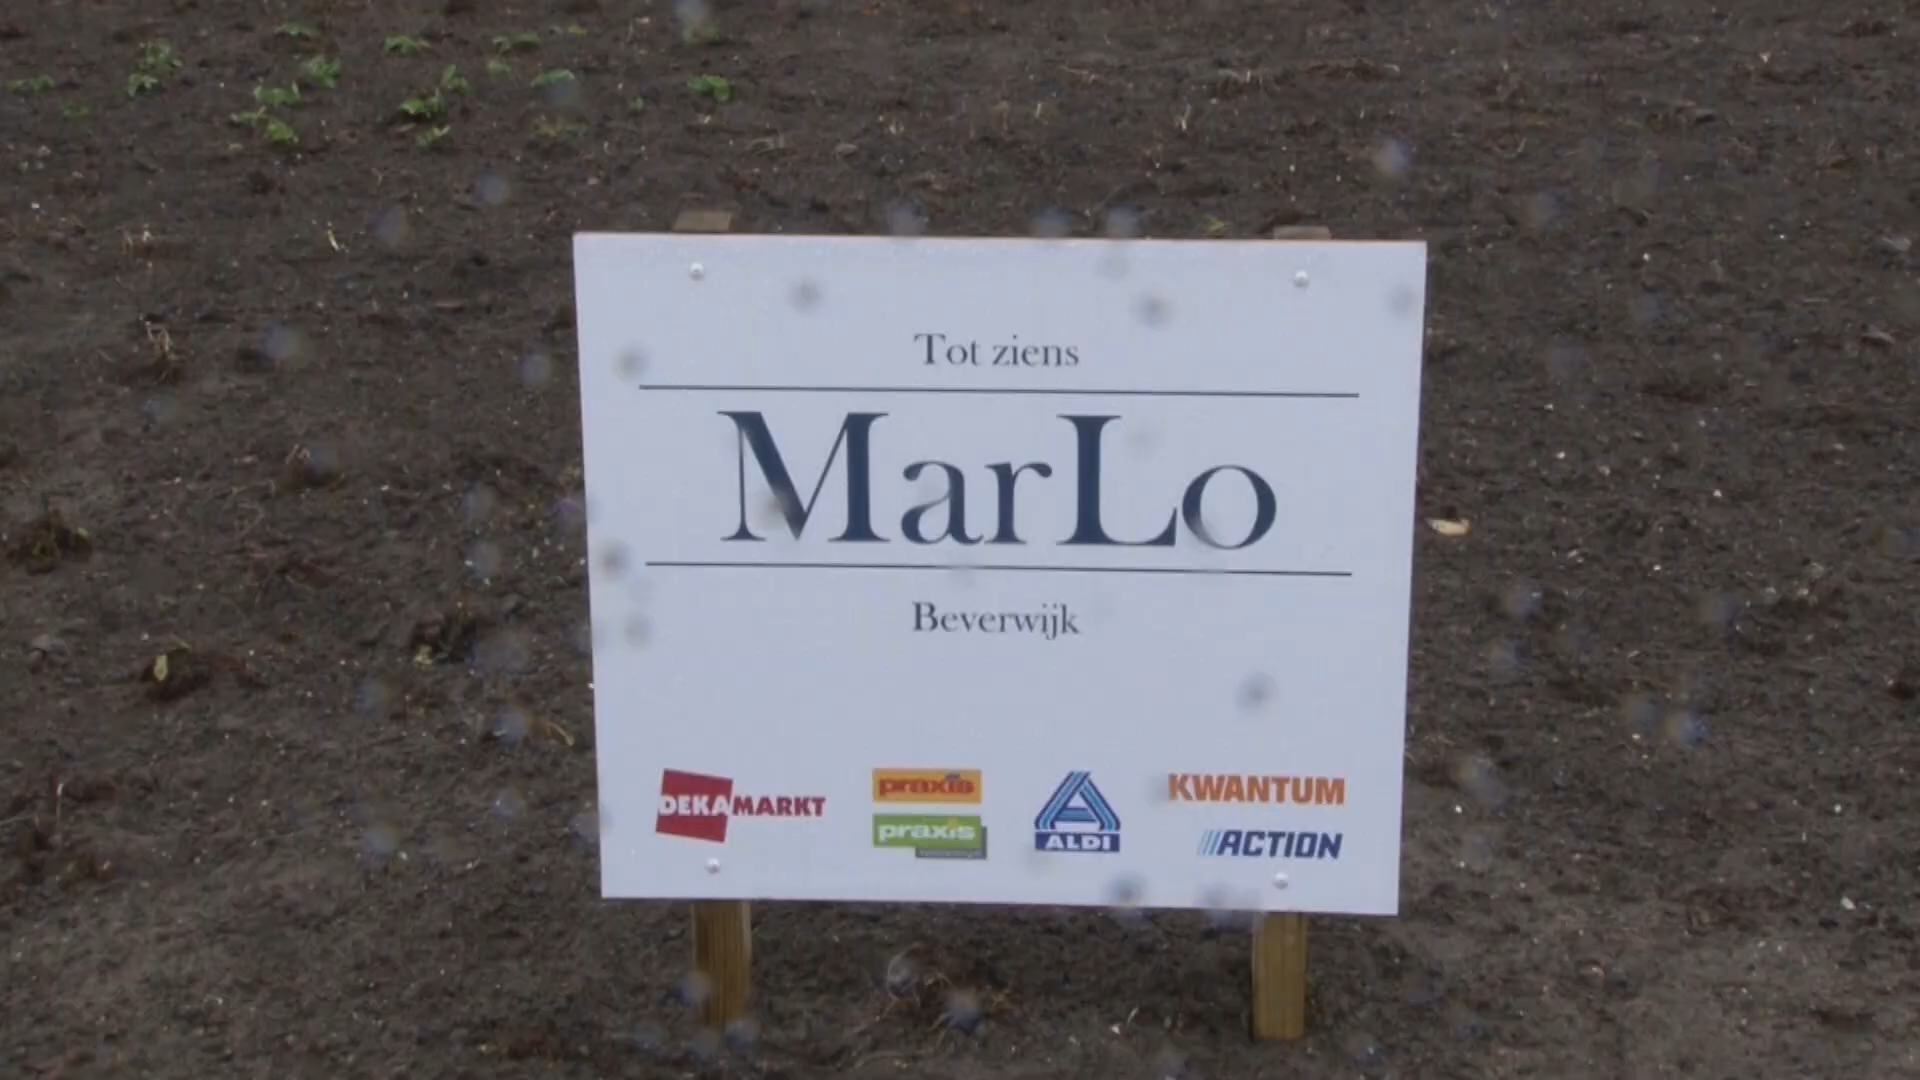 Tot ziens
MarLo
Beverwijk
DEKAMARKT
praxis
praxis
ALDI
KWANTUM
ACTION